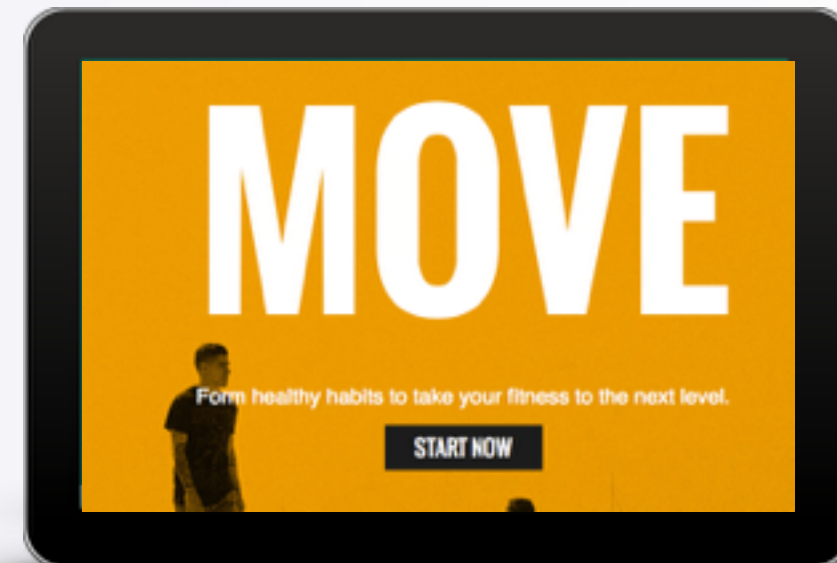 MOVE
Form healthy habits to take your fitness to the next level.
START NOW